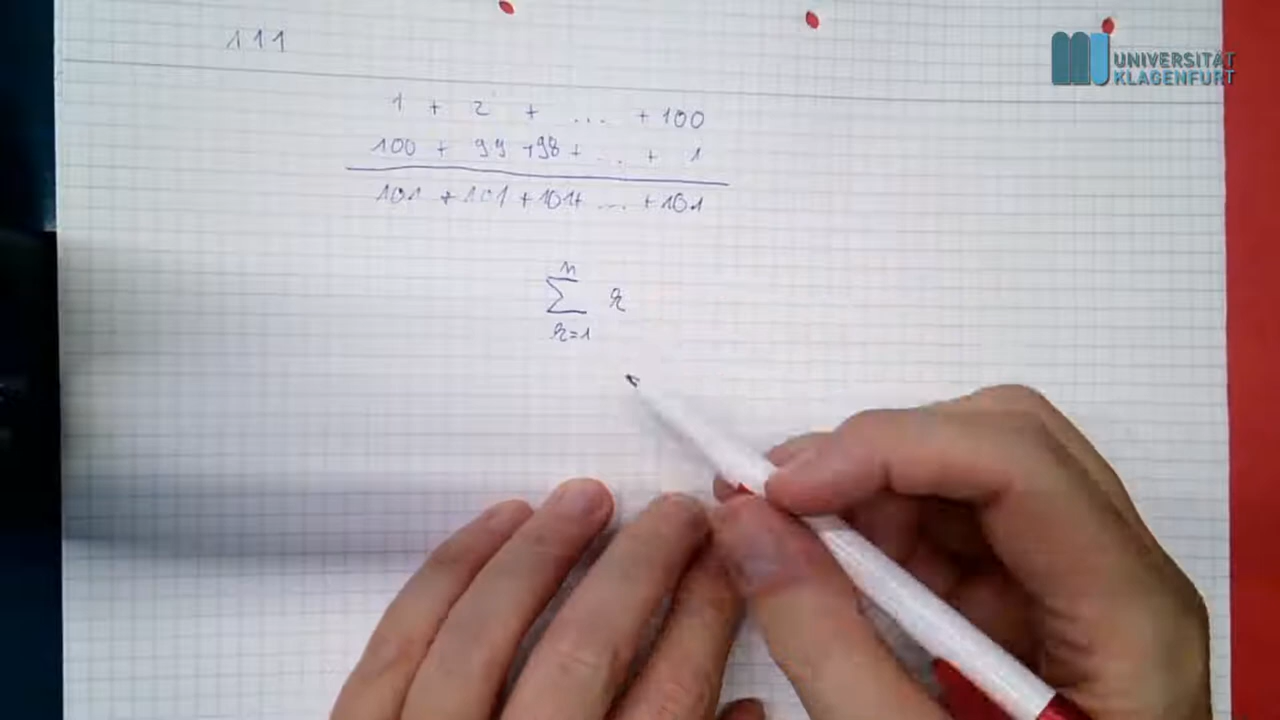 111
UNIVERSITÄT
KLAGENFURT
1 + 2 + ... + 100
100 + 99 + 98 + ... + 1
101 + 101 + 101 + ... + 101
n
∑ k
k=1